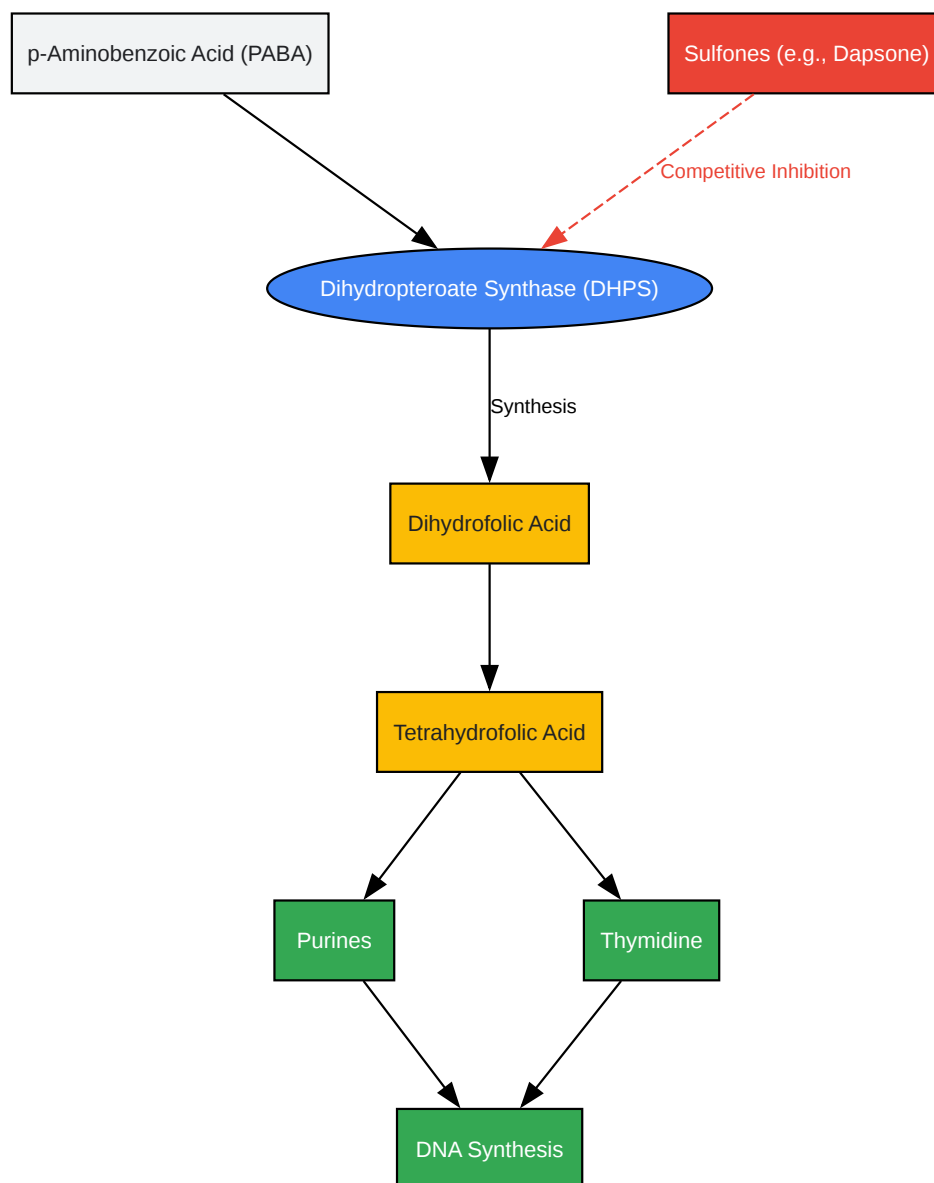 p-Aminobenzoic Acid (PABA)
Sulfones (e.g., Dapsone)
Competitive Inhibition
Dihydropteroate Synthase (DHPS)
Synthesis
Dihydrofolic Acid
Tetrahydrofolic Acid
Purines
Thymidine
DNA Synthesis